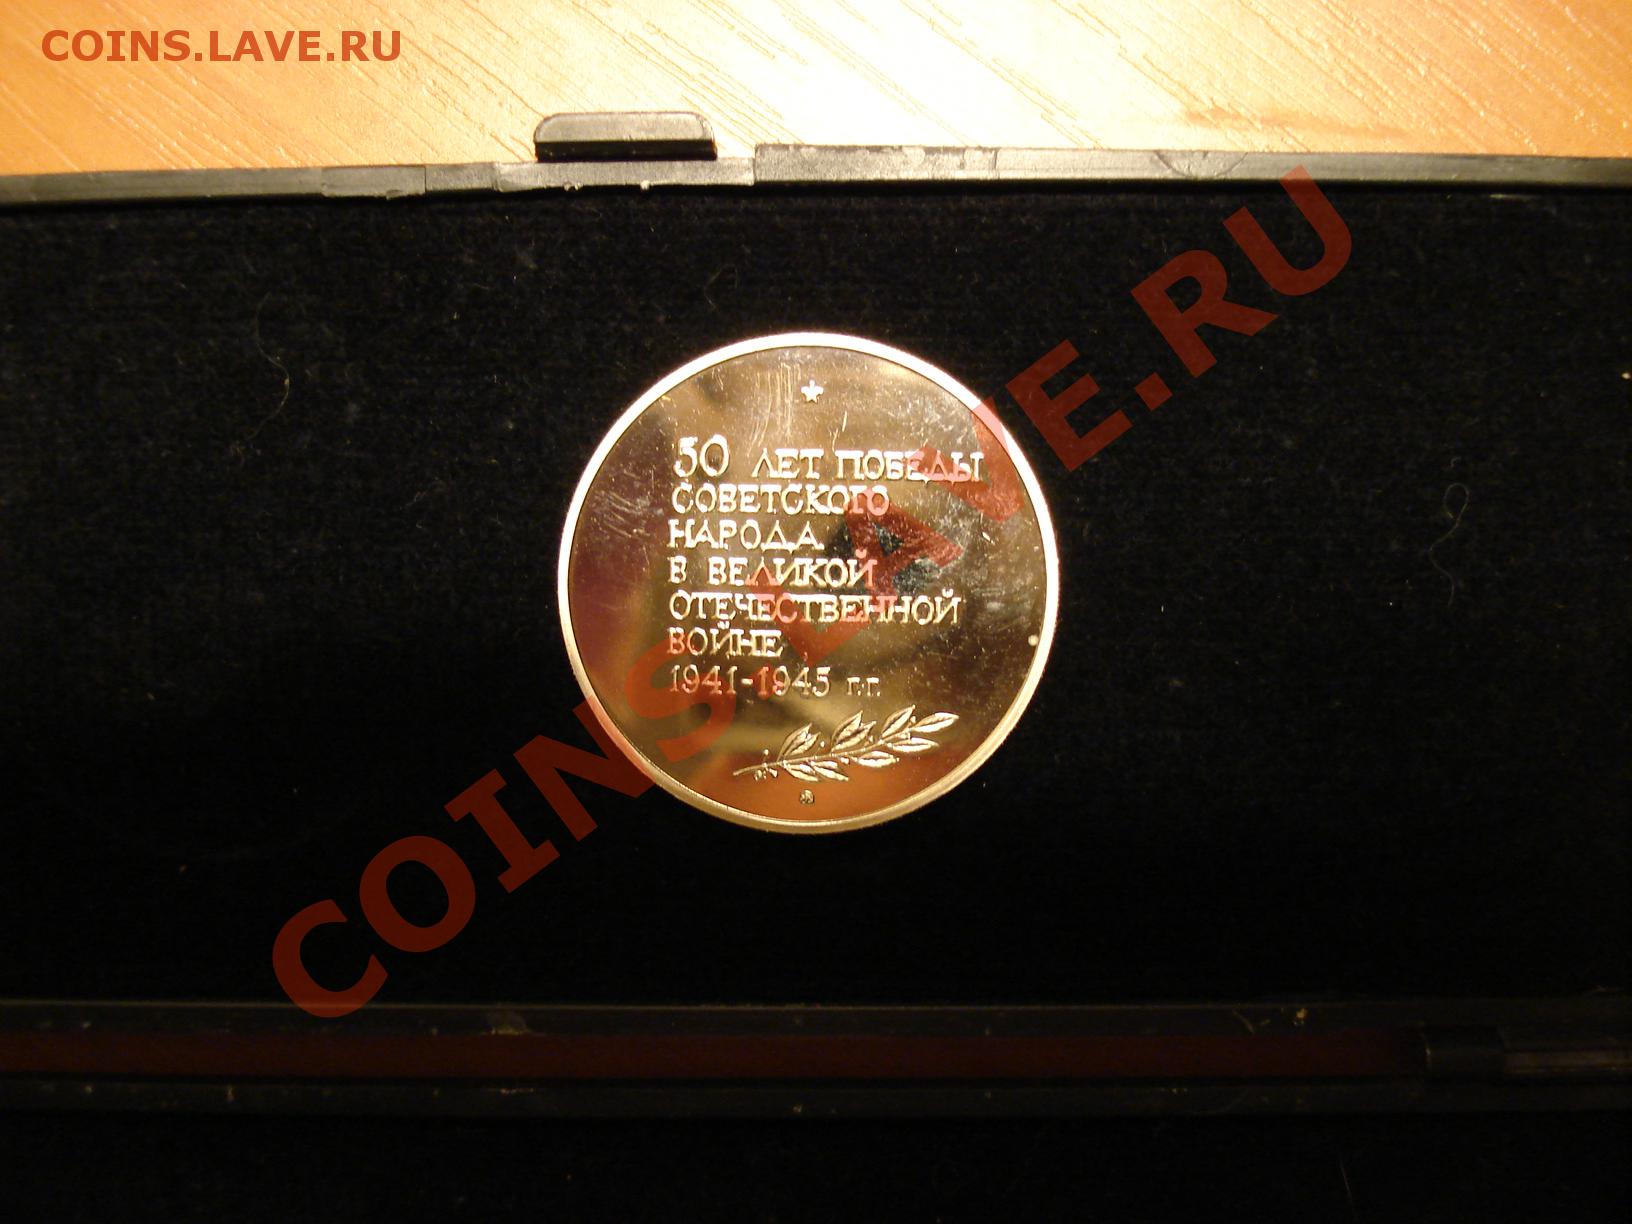 COINS.LAVE.RU
50 ЛЕТ ПОБЕДЫ
СОВЕТСКОГО
НАРОДА
В ВЕЛИКОЙ
ОТЕЧЕСТВЕННОЙ
ВОЙНЕ
1941-1945 г.г.
COINS.LAVE.RU